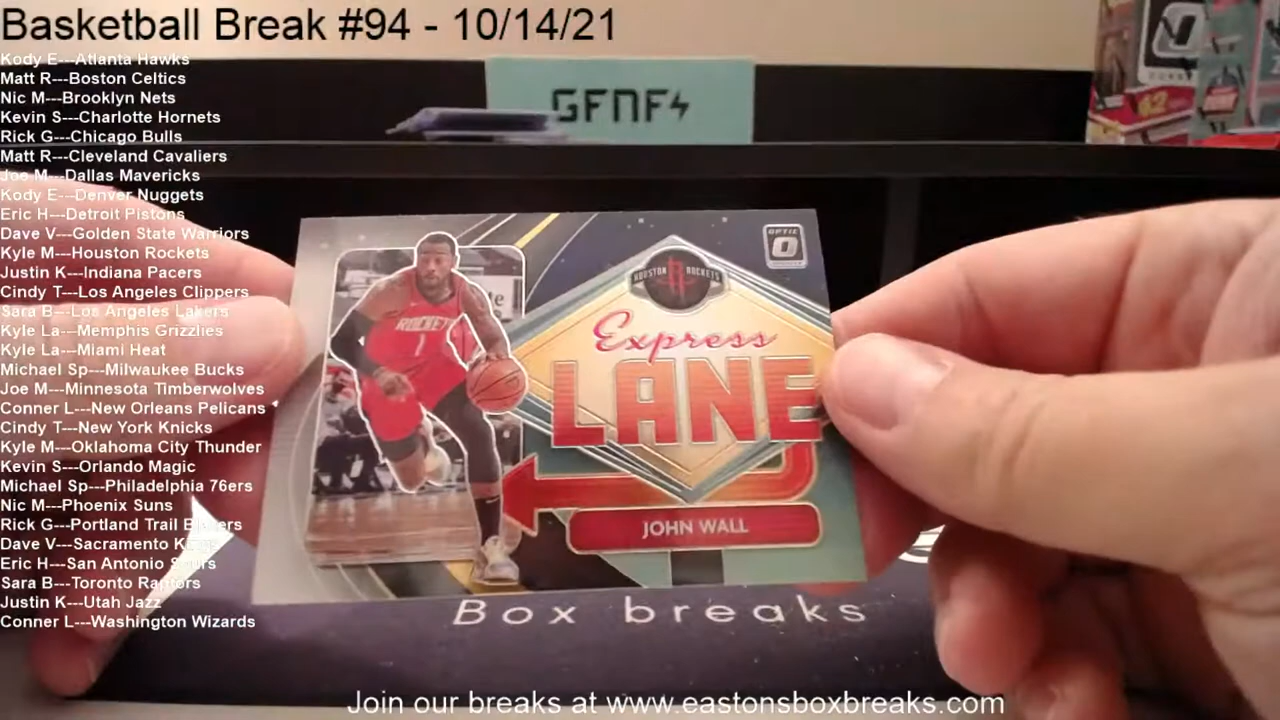 Basketball Break #94 - 10/14/21
Kody E---Atlanta Hawks
Matt R---Boston Celtics
Nic M---Brooklyn Nets
Kevin S---Charlotte Hornets
Rick G---Chicago Bulls
Matt R---Cleveland Cavaliers
Joe M---Dallas Mavericks
Kody E---Denver Nuggets
Eric H---Detroit Pistons
Dave V---Golden State Warriors
Kyle M---Houston Rockets
Justin K---Indiana Pacers
Cindy T---Los Angeles Clippers
Sara B---Los Angeles Lakers
Kyle La---Memphis Grizzlies
Kyle La---Miami Heat
Michael Sp---Milwaukee Bucks
Joe M---Minnesota Timberwolves
Conner L---New Orleans Pelicans
Cindy T---New York Knicks
Kyle M---Oklahoma City Thunder
Kevin S---Orlando Magic
Michael Sp---Philadelphia 76ers
Nic M---Phoenix Suns
Rick G---Portland Trail Blazers
Dave V---Sacramento Kings
Eric H---San Antonio Spurs
Sara B---Toronto Raptors
Justin K---Utah Jazz
Conner L---Washington Wizards
GFNF
OPTIC
HOUSTON R ROCKETS
Express
LANE
ROCKETS
1
JOHN WALL
Box breaks
Join our breaks at www.eastonsboxbreaks.com